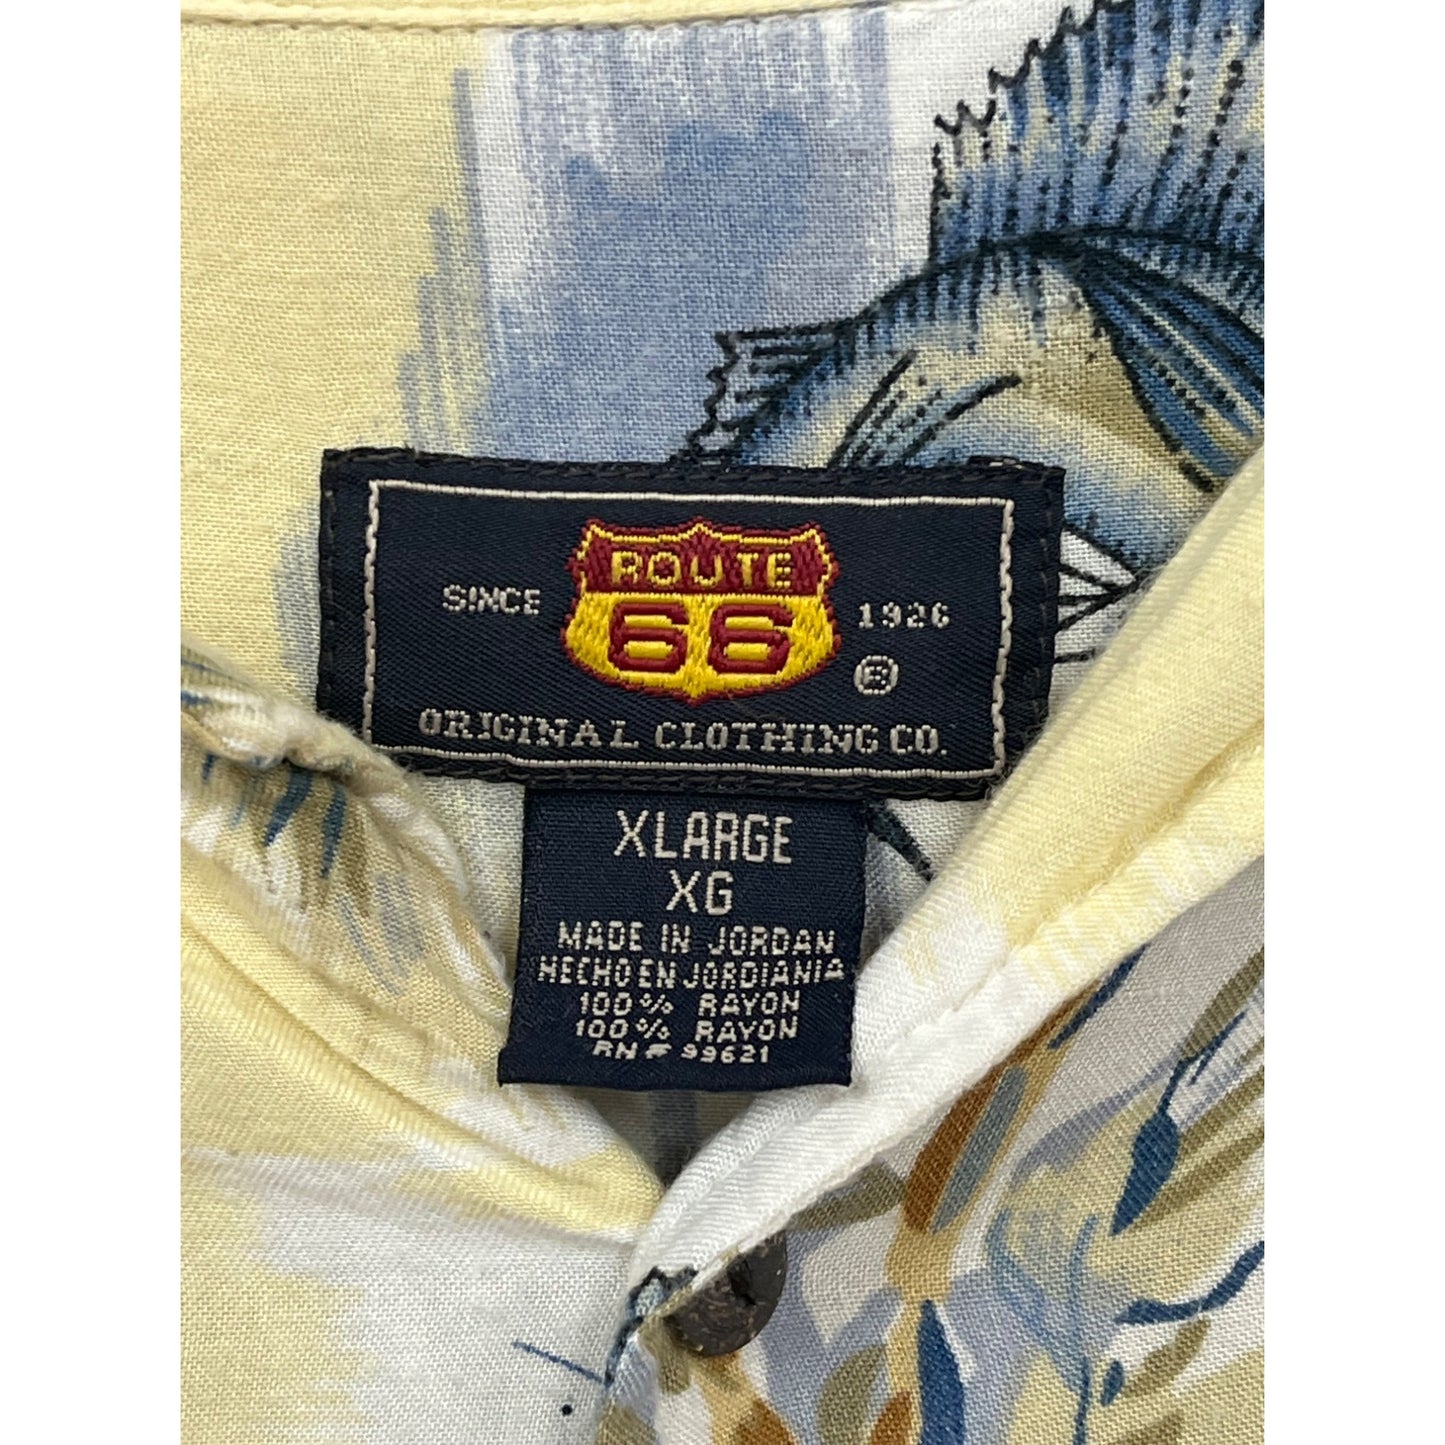 ROUTE
SINCE 66 1926
®
ORIGINAL CLOTHING CO.
XLARGE
XG
MADE IN JORDAN
HECHO EN JORDIANIA
100% RAYON
100% RAYON
RN# 99621